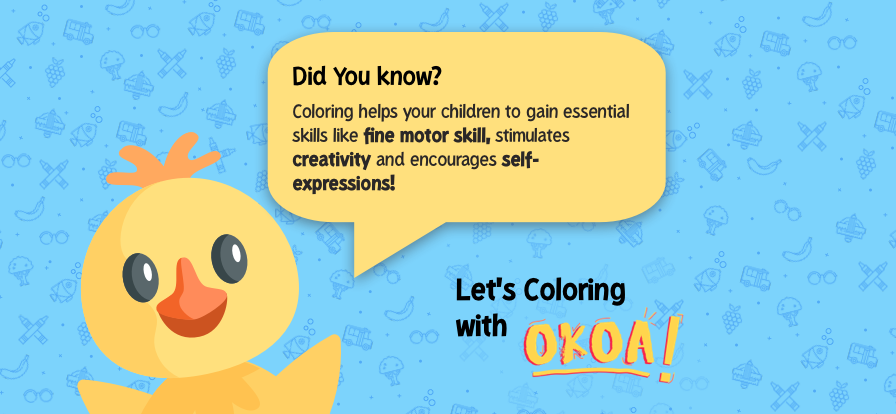 Did You know?
Coloring helps your children to gain essential
skills like fine motor skill, stimulates
creativity and encourages self-
expressions!
Let's Coloring
with OKOA!